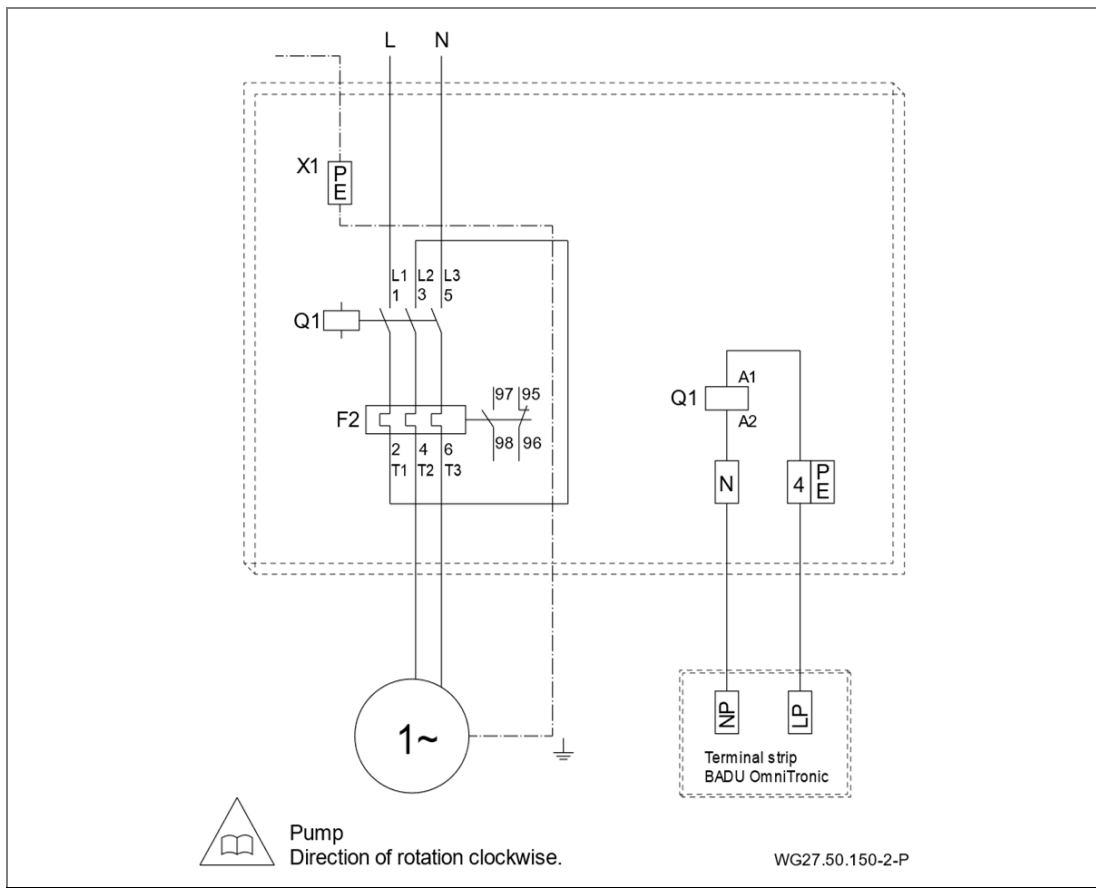 L N
X1
PE
L1 L2 L3
1 3 5
Q1
97 95
F2
98 96
2 4 6
T1 T2 T3
A1
Q1
A2
N
4
PE
1~
NP
LP
Terminal strip
BADU OmniTronic
Pump
Direction of rotation clockwise.
WG27.50.150-2-P